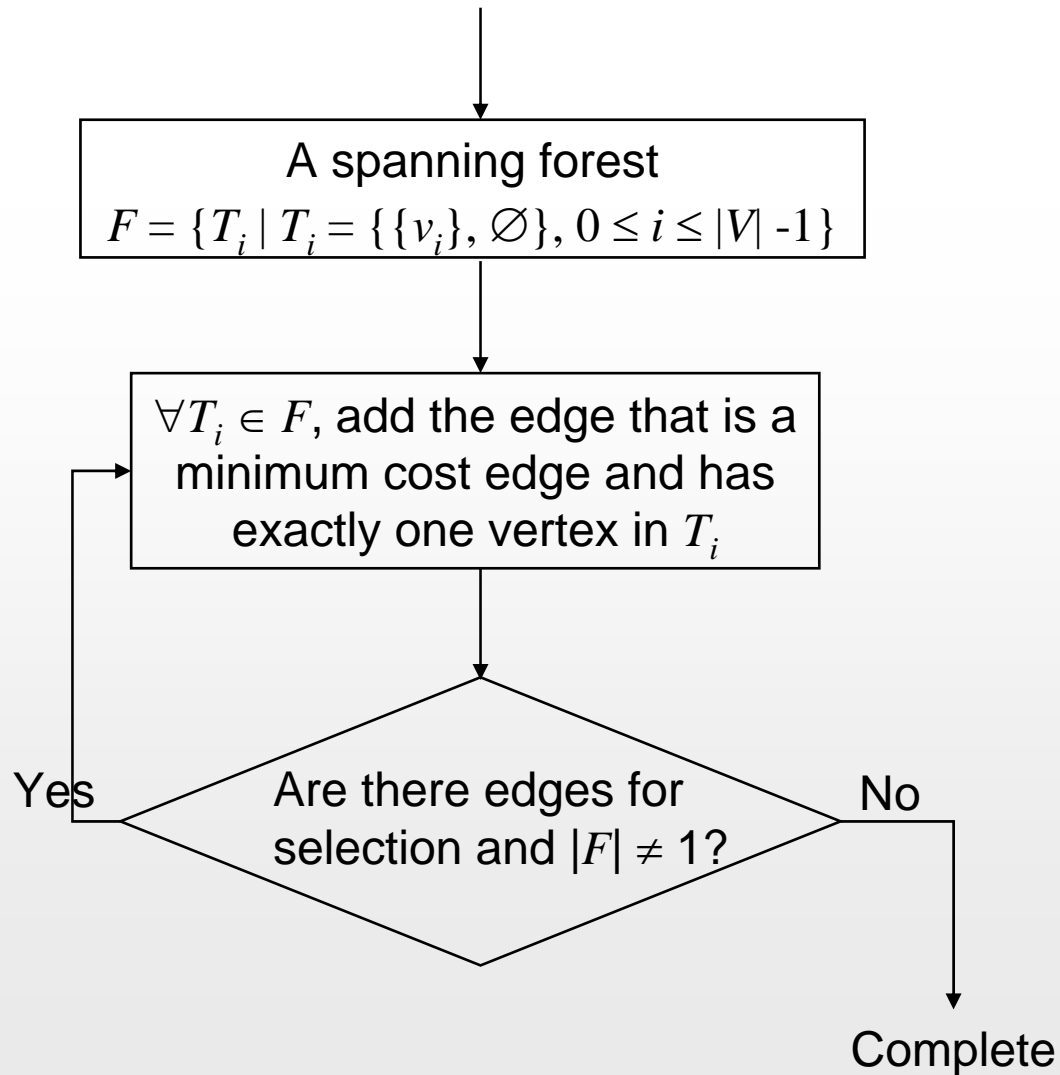 A spanning forest
F = {T_i | T_i = {{v_i}, ∅}, 0 ≤ i ≤ |V| -1}
∀T_i ∈ F, add the edge that is a
minimum cost edge and has
exactly one vertex in T_i
Yes
Are there edges for
selection and |F| ≠ 1?
No
Complete